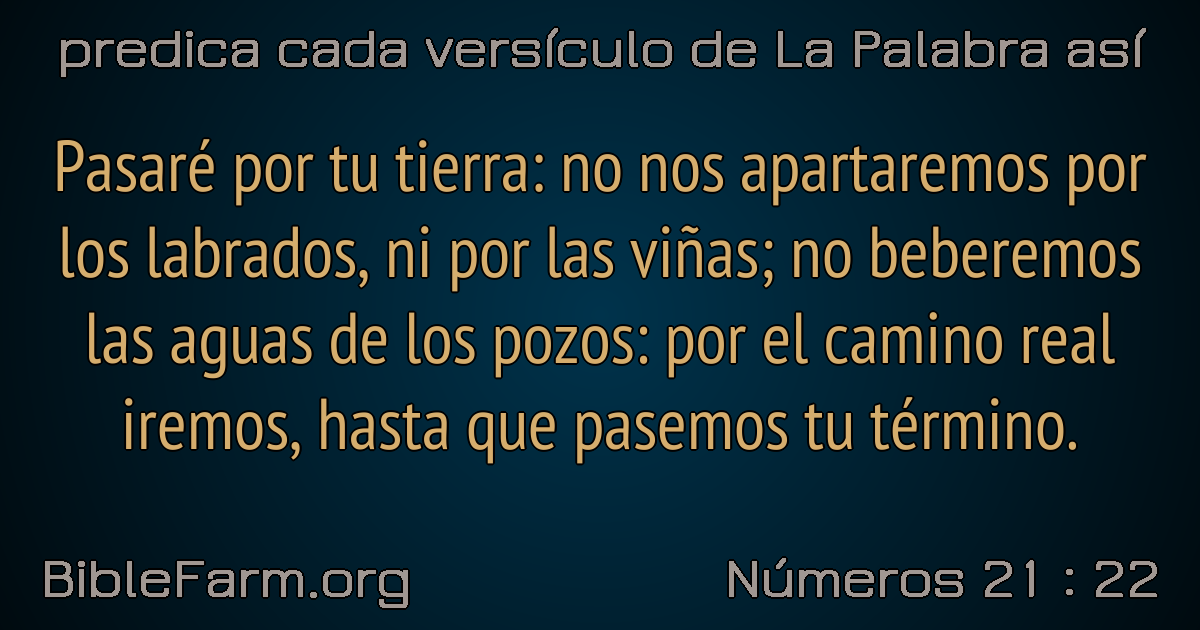 predica cada versículo de La Palabra así
Pasaré por tu tierra: no nos apartaremos por
los labrados, ni por las viñas; no beberemos
las aguas de los pozos: por el camino real
iremos, hasta que pasemos tu término.
BibleFarm.org
Números 21 : 22